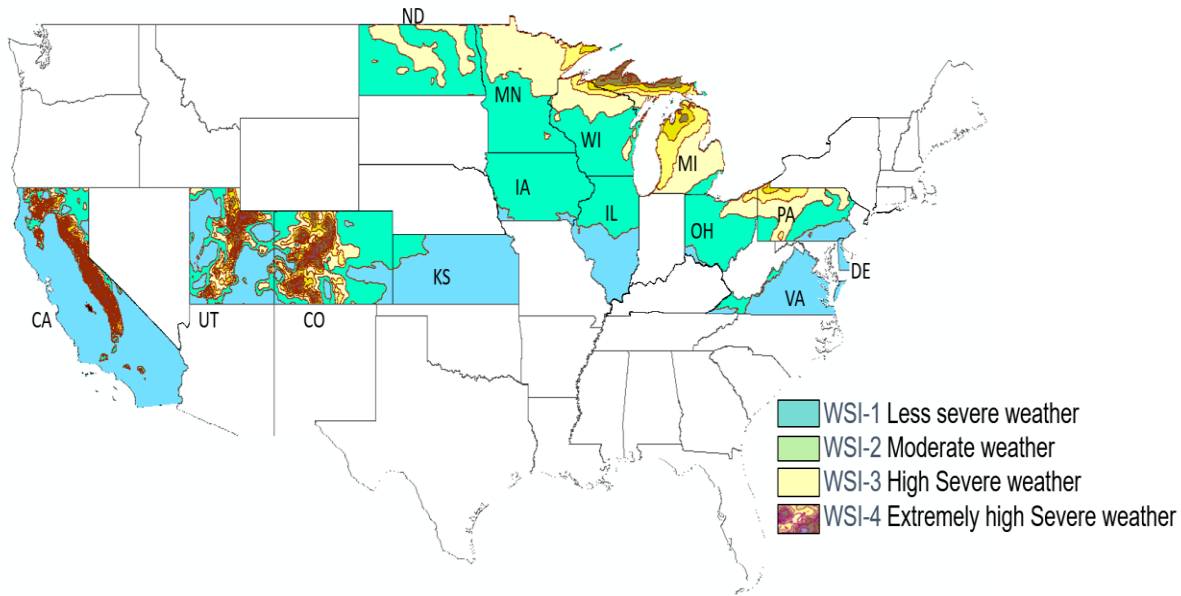 ND
MN
WI
MI
IA
IL
OH
PA
KS
DE
VA
CA
UT
CO
WSI-1 Less severe weather
WSI-2 Moderate weather
WSI-3 High Severe weather
WSI-4 Extremely high Severe weather